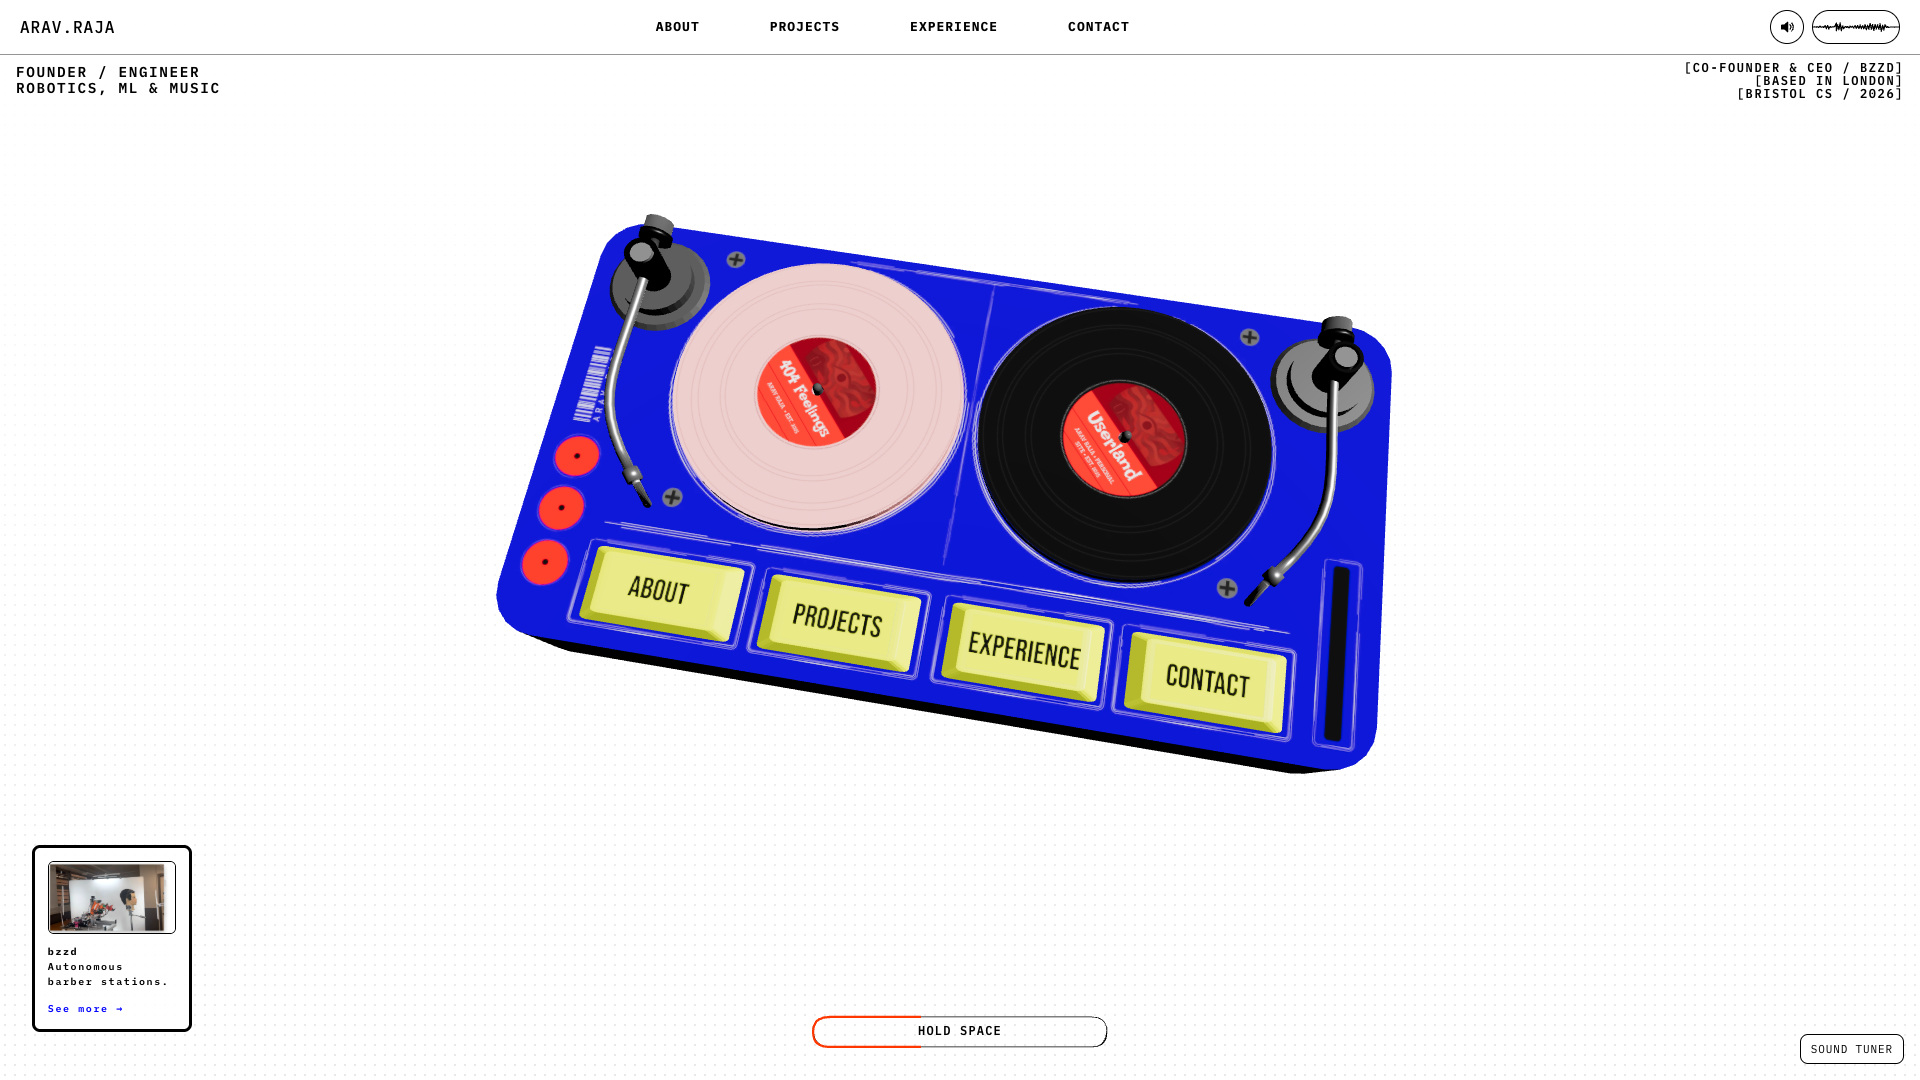 ARAV.RAJA
ABOUT
PROJECTS
EXPERIENCE
CONTACT
FOUNDER / ENGINEER
ROBOTICS, ML & MUSIC
[CO-FOUNDER & CEO / BZZD]
[BASED IN LONDON]
[BRISTOL CS / 2026]
404 Feelings
Userland
ABOUT
PROJECTS
EXPERIENCE
CONTACT
bzzd
Autonomous
barber stations.
See more →
HOLD SPACE
SOUND TUNER